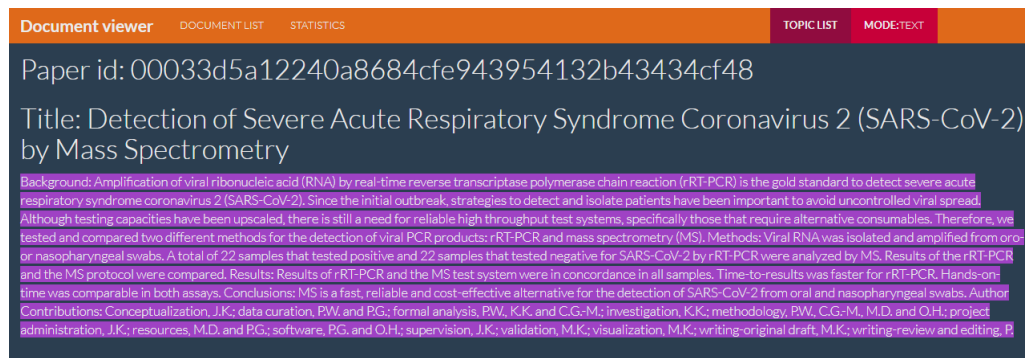 Document viewer DOCUMENT LIST STATISTICS TOPIC LIST MODE:TEXT
Paper id: 00033d5a12240a8684cfe943954132b43434cf48
Title: Detection of Severe Acute Respiratory Syndrome Coronavirus 2 (SARS-CoV-2)
by Mass Spectrometry
Background: Amplification of viral ribonucleic acid (RNA) by real-time reverse transcriptase polymerase chain reaction (rRT-PCR) is the gold standard to detect severe acute
respiratory syndrome coronavirus 2 (SARS-CoV-2). Since the initial outbreak, strategies to detect and isolate patients have been important to avoid uncontrolled viral spread.
Although testing capacities have been upscaled, there is still a need for reliable high throughput test systems, specifically those that require alternative consumables. Therefore, we
tested and compared two different methods for the detection of viral PCR products: rRT-PCR and mass spectrometry (MS). Methods: Viral RNA was isolated and amplified from oro-
or nasopharyngeal swabs. A total of 22 samples that tested positive and 22 samples that tested negative for SARS-CoV-2 by rRT-PCR were analyzed by MS. Results of the rRT-PCR
and the MS protocol were compared. Results: Results of rRT-PCR and the MS test system were in concordance in all samples. Time-to-results was faster for rRT-PCR. Hands-on-
time was comparable in both assays. Conclusions: MS is a fast, reliable and cost-effective alternative for the detection of SARS-CoV-2 from oral and nasopharyngeal swabs. Author
Contributions: Conceptualization, J.K.; data curation, P.W. and P.G.; formal analysis, P.W., K.K. and C.G.-M.; investigation, K.K.; methodology, P.W., C.G.-M., M.D. and O.H.; project
administration, J.K.; resources, M.D. and P.G.; software, P.G. and O.H.; supervision, J.K.; validation, M.K.; visualization, M.K.; writing-original draft, M.K.; writing-review and editing, P.